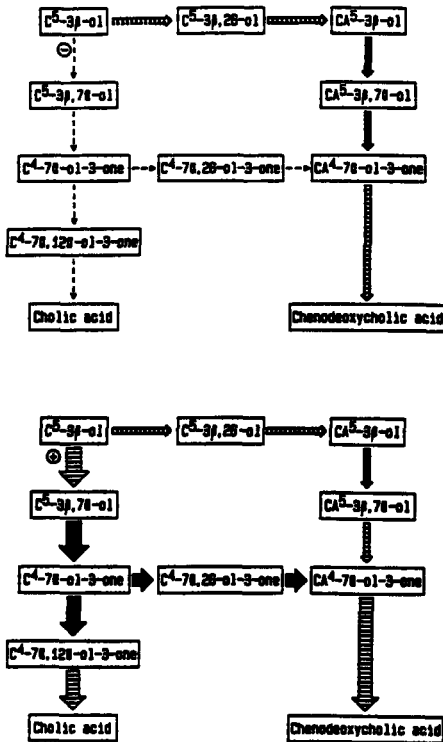 C⁵-3β-ol C⁵-3β,26-ol CA⁵-3β-ol
⊖
C⁵-3β,7α-ol CA⁵-3β,7α-ol
C⁴-7α-ol-3-one C⁴-7α,26-ol-3-one CA⁴-7α-ol-3-one
C⁴-7α,12α-ol-3-one
Cholic acid Chenodeoxycholic acid
C⁵-3β-ol C⁵-3β,26-ol CA⁵-3β-ol
⊕
C⁵-3β,7α-ol CA⁵-3β,7α-ol
C⁴-7α-ol-3-one C⁴-7α,26-ol-3-one CA⁴-7α-ol-3-one
C⁴-7α,12α-ol-3-one
Cholic acid Chenodeoxycholic acid